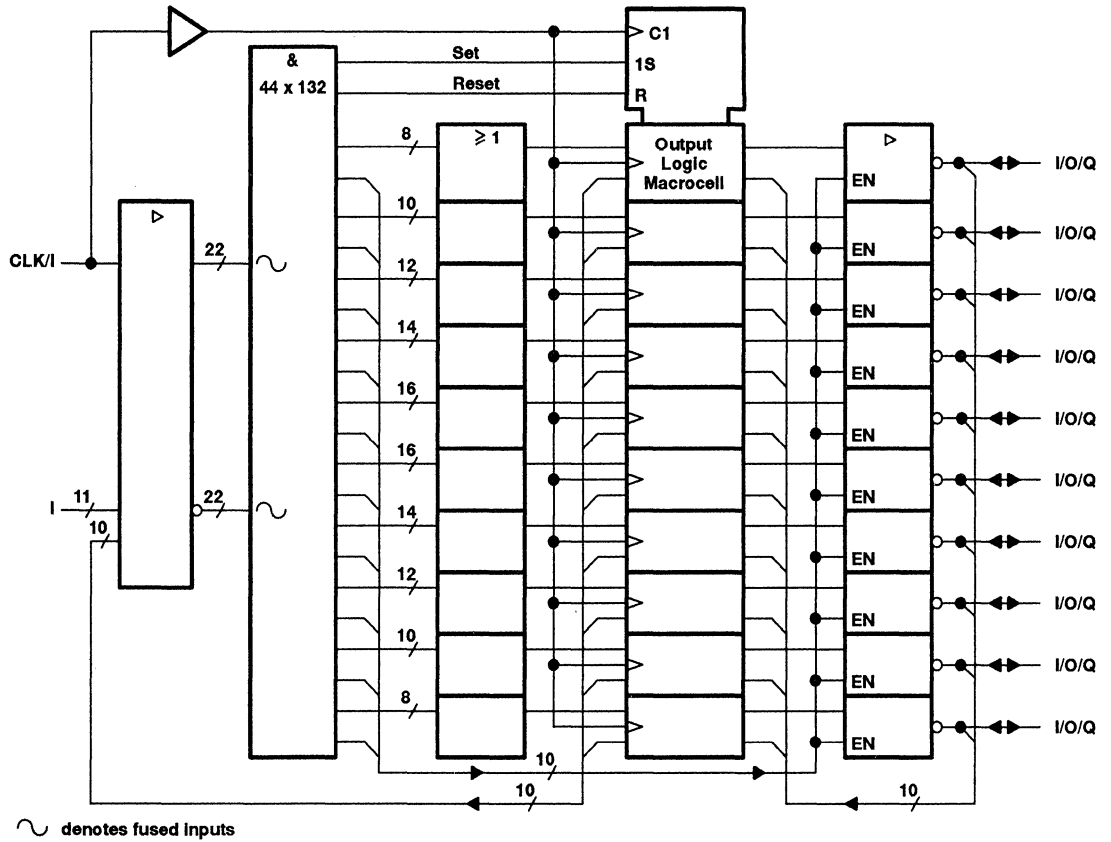 C1
Set
1S
&
44 x 132
Reset
R
8
≥ 1
Output
Logic
Macrocell
▷
I/O/Q
EN
10
I/O/Q
EN
▷
22
CLK/I
12
I/O/Q
EN
14
I/O/Q
EN
16
I/O/Q
EN
16
I/O/Q
EN
I
11
22
10
14
I/O/Q
EN
12
I/O/Q
EN
10
I/O/Q
EN
8
I/O/Q
EN
10
10
10
denotes fused inputs